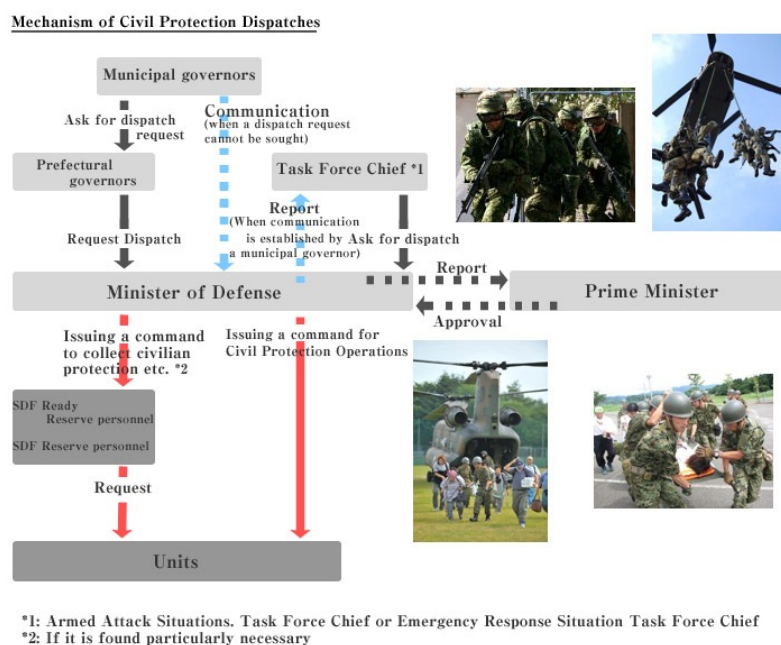 Mechanism of Civil Protection Dispatches
Municipal governors
Ask for dispatch
request
Communication
(when a dispatch request
cannot be sought)
Prefectural
governors
Task Force Chief *1
Request Dispatch
Report
(When communication
is established by
a municipal governor)
Ask for dispatch
Report
Minister of Defense
Prime Minister
Approval
Issuing a command
to collect civilian
protection etc. *2
Issuing a command for
Civil Protection Operations
SDF Ready
Reserve personnel
SDF Reserve personnel
Request
Units
*1: Armed Attack Situations. Task Force Chief or Emergency Response Situation Task Force Chief
*2: If it is found particularly necessary